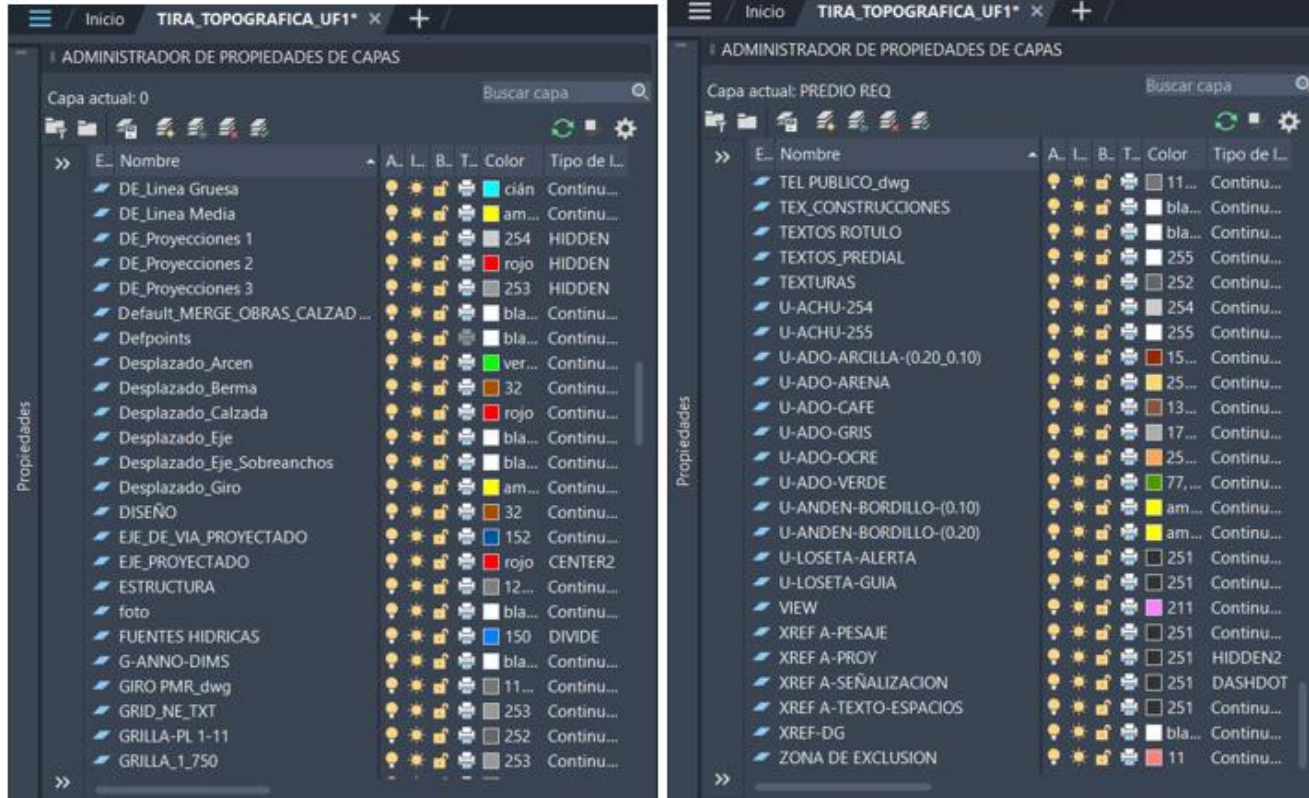 Inicio TIRA_TOPOGRAFICA_UF1* × +
ADMINISTRADOR DE PROPIEDADES DE CAPAS
Capa actual: 0 Buscar capa
E.. Nombre A.. I... B.. T.. Color Tipo de l...
DE_Linea Gruesa cián Continu...
DE_Linea Media am... Continu...
DE_Proyecciones 1 254 HIDDEN
DE_Proyecciones 2 rojo HIDDEN
DE_Proyecciones 3 253 HIDDEN
Default_MERGE_OBRAS_CALZAD... bla... Continu...
Defpoints bla... Continu...
Desplazado_Arcen ver... Continu...
Desplazado_Berma 32 Continu...
Desplazado_Calzada rojo Continu...
Desplazado_Eje bla... Continu...
Desplazado_Eje_Sobreanchos bla... Continu...
Desplazado_Giro am... Continu...
DISEÑO 32 Continu...
EJE_DE_VIA_PROYECTADO 152 Continu...
EJE_PROYECTADO rojo CENTER2
ESTRUCTURA 12... Continu...
foto bla... Continu...
FUENTES HIDRICAS 150 DIVIDE
G-ANNO-DIMS bla... Continu...
GIRO PMR_dwg 11... Continu...
GRID_NE_TXT 253 Continu...
GRILLA-PL 1-11 252 Continu...
GRILLA_1_750 253 Continu...
Propiedades
Inicio TIRA_TOPOGRAFICA_UF1* × +
ADMINISTRADOR DE PROPIEDADES DE CAPAS
Capa actual: PREDIO REQ Buscar capa
E.. Nombre A.. I... B.. T.. Color Tipo de l...
TEL PUBLICO_dwg 11... Continu...
TEX_CONSTRUCCIONES bla... Continu...
TEXTOS ROTULO bla... Continu...
TEXTOS_PREDIAL 255 Continu...
TEXTURAS 252 Continu...
U-ACHU-254 254 Continu...
U-ACHU-255 255 Continu...
U-ADO-ARCILLA-(0.20_0.10) 15... Continu...
U-ADO-ARENA 25... Continu...
U-ADO-CAFE 13... Continu...
U-ADO-GRIS 17... Continu...
U-ADO-OCRE 25... Continu...
U-ADO-VERDE 77,... Continu...
U-ANDEN-BORDILLO-(0.10) am... Continu...
U-ANDEN-BORDILLO-(0.20) am... Continu...
U-LOSETA-ALERTA 251 Continu...
U-LOSETA-GUIA 251 Continu...
VIEW 211 Continu...
XREF A-PESAJE 251 Continu...
XREF A-PROY 251 HIDDEN2
XREF A-SEÑALIZACION 251 DASHDOT
XREF A-TEXTO-ESPACIOS 251 Continu...
XREF-DG bla... Continu...
ZONA DE EXCLUSION 11 Continu...
Propiedades